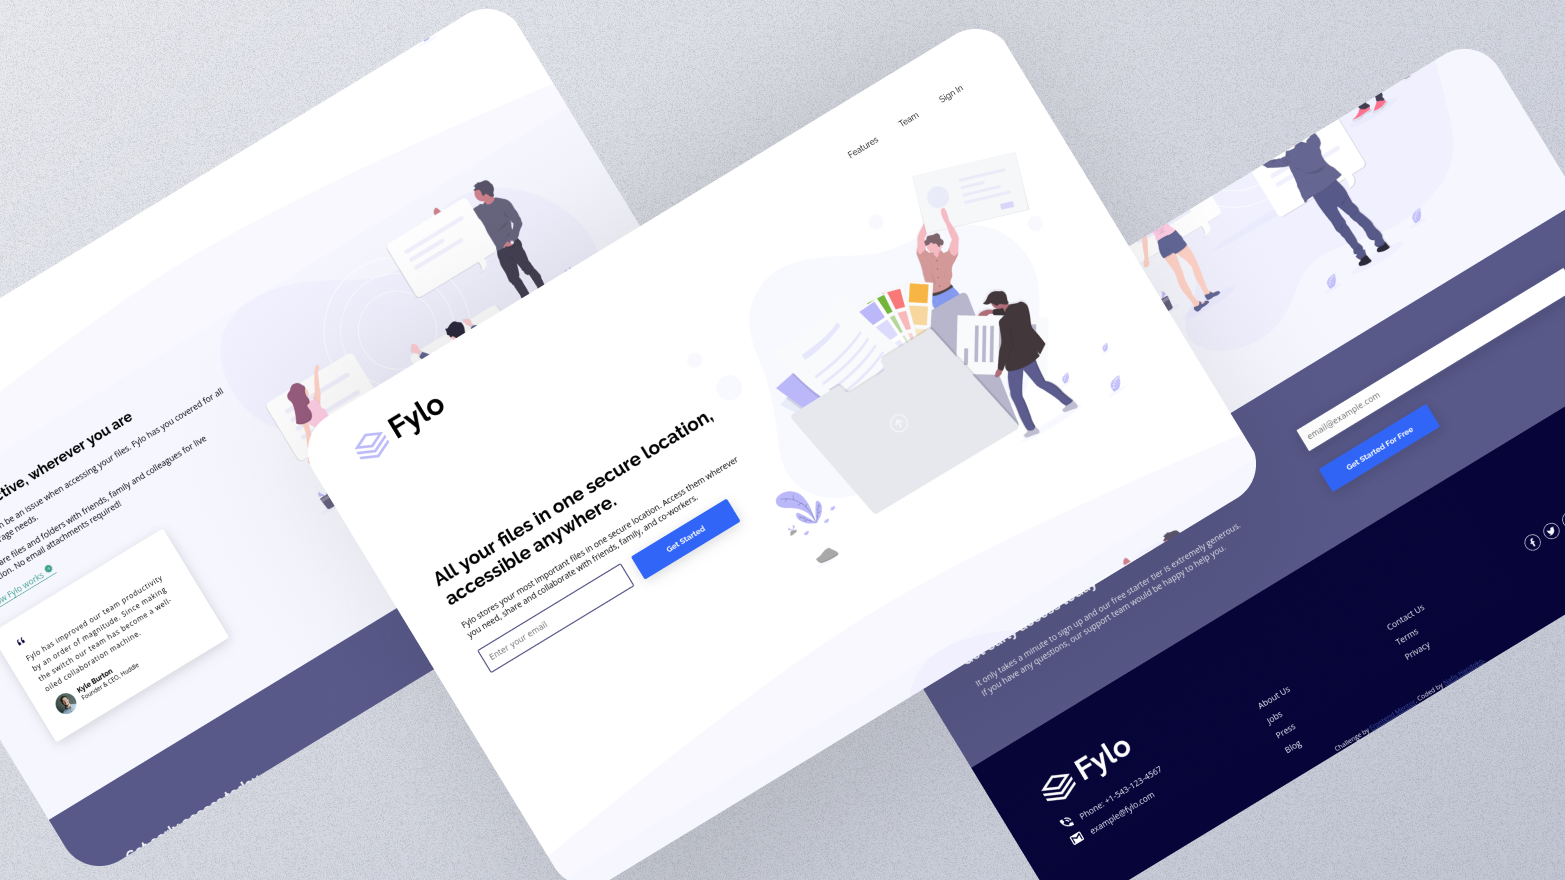 Features
Team
Sign In
Fylo
All your files in one secure location,
accessible anywhere.
Fylo stores your most important files in one secure location. Access them wherever
you need, share and collaborate with friends, family, and co-workers.
Enter your email
Get Started
wherever you are
be an issue when accessing your files. Fylo has you covered for all
needs.
files and folders with friends, family and colleagues for live
No email attachments required!
Fylo works
“
Fylo has improved our team productivity
by an order of magnitude. Since making
the switch our team has become a well-
oiled collaboration machine.
Kyle Burton
Founder & CEO, Huddle
email@example.com
Get Started For Free
It only takes a minute to sign up and our free starter tier is extremely generous.
If you have any questions, our support team would be happy to help you.
Fylo
Phone: +1-543-123-4567
example@fylo.com
About Us
Jobs
Press
Blog
Contact Us
Terms
Privacy
Challenge by Frontend Mentor. Coded by